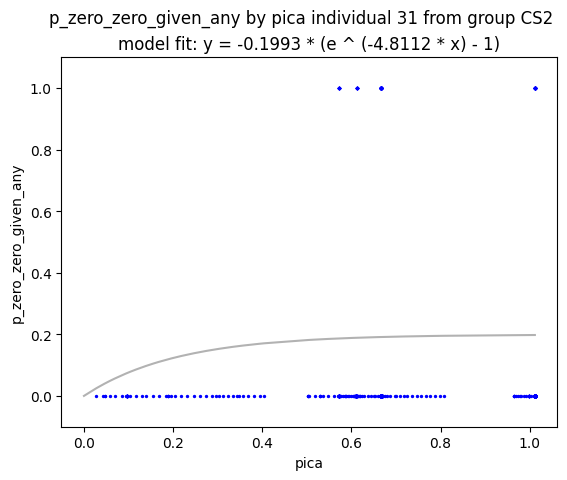 p_zero_zero_given_any by pica individual 31 from group CS2
model fit: y = -0.1993 * (e ^ (-4.8112 * x) - 1)
1.0
0.8
0.6
0.4
0.2
0.0
p_zero_zero_given_any
0.0 0.2 0.4 0.6 0.8 1.0
pica